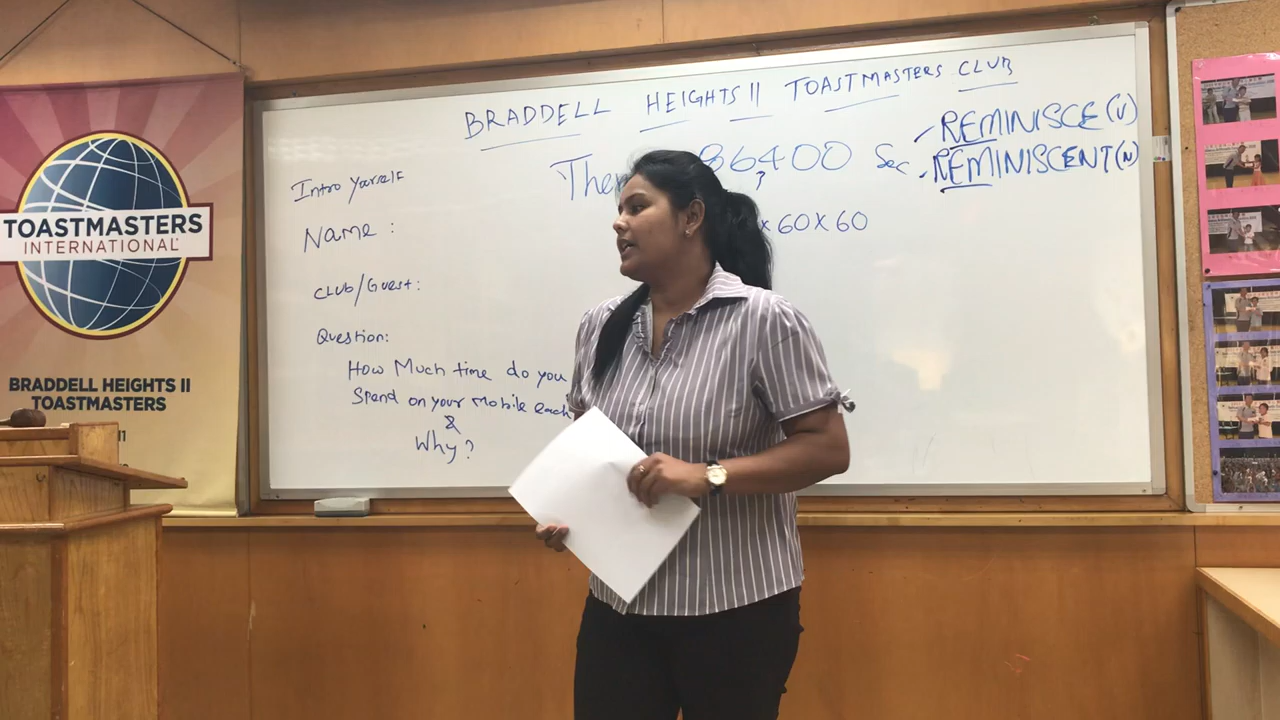 TOASTMASTERS
INTERNATIONAL
BRADDELL HEIGHTS II
TOASTMASTERS
11
BRADDELL HEIGHTS II TOASTMASTERS CLUB
REMINISCE (V)
REMINISCENT (N)
86400 Sec
x 60 x 60
Intro Yourself
Name :
Club/Guest:
Question:
How Much time do you
Spend on your Mobile each
&
Why?